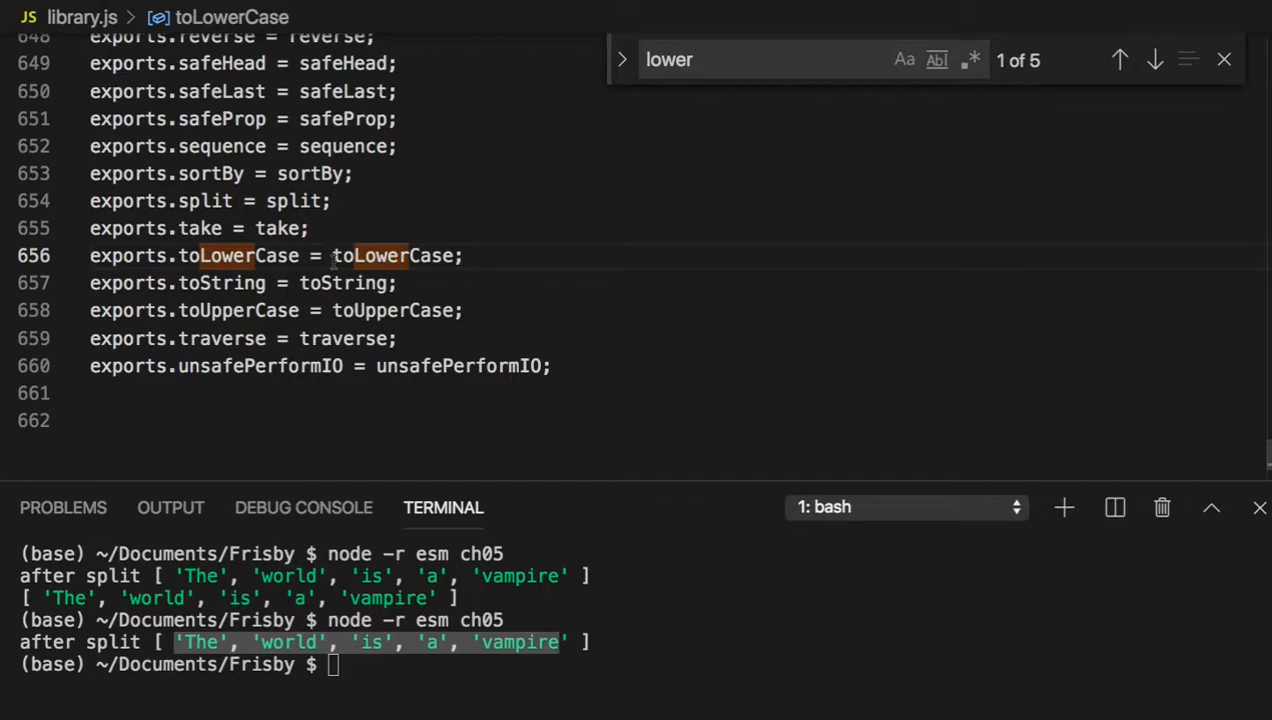 JS library.js > toLowerCase
648 exports.reverse = reverse;
lower
1 of 5
649 exports.safeHead = safeHead;
650 exports.safeLast = safeLast;
651 exports.safeProp = safeProp;
652 exports.sequence = sequence;
653 exports.sortBy = sortBy;
654 exports.split = split;
655 exports.take = take;
656 exports.toLowerCase = toLowerCase;
657 exports.toString = toString;
658 exports.toUpperCase = toUpperCase;
659 exports.traverse = traverse;
660 exports.unsafePerformIO = unsafePerformIO;
661
662
PROBLEMS OUTPUT DEBUG CONSOLE TERMINAL 1: bash
(base) ~/Documents/Frisby $ node -r esm ch05
after split [ 'The', 'world', 'is', 'a', 'vampire' ]
[ 'The', 'world', 'is', 'a', 'vampire' ]
(base) ~/Documents/Frisby $ node -r esm ch05
after split [ 'The', 'world', 'is', 'a', 'vampire' ]
(base) ~/Documents/Frisby $